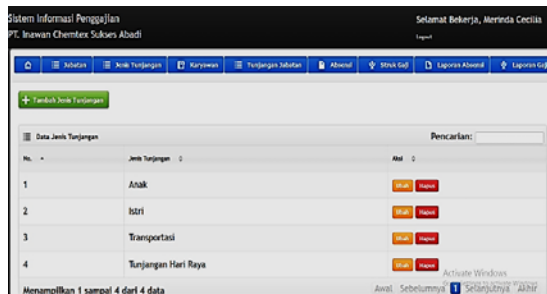 Sistem Informasi Penggajian
Selamat Bekerja, Merinda Cecilia
PT. Inawan Chemtex Sukses Abadi
Logout
Jabatan Jenis Tunjangan Karyawan Tunjangan Jabatan Absensi Struk Gaji Laporan Absensi Laporan Gaji
Tambah Jenis Tunjangan
Data Jenis Tunjangan Pencarian:
No. Jenis Tunjangan Aksi
1 Anak Ubah Hapus
2 Istri Ubah Hapus
3 Transportasi Ubah Hapus
4 Tunjangan Hari Raya Ubah Hapus
Activate Windows
Menampilkan 1 sampai 4 dari 4 data Awal Sebelumnya 1 Selanjutnya Akhir